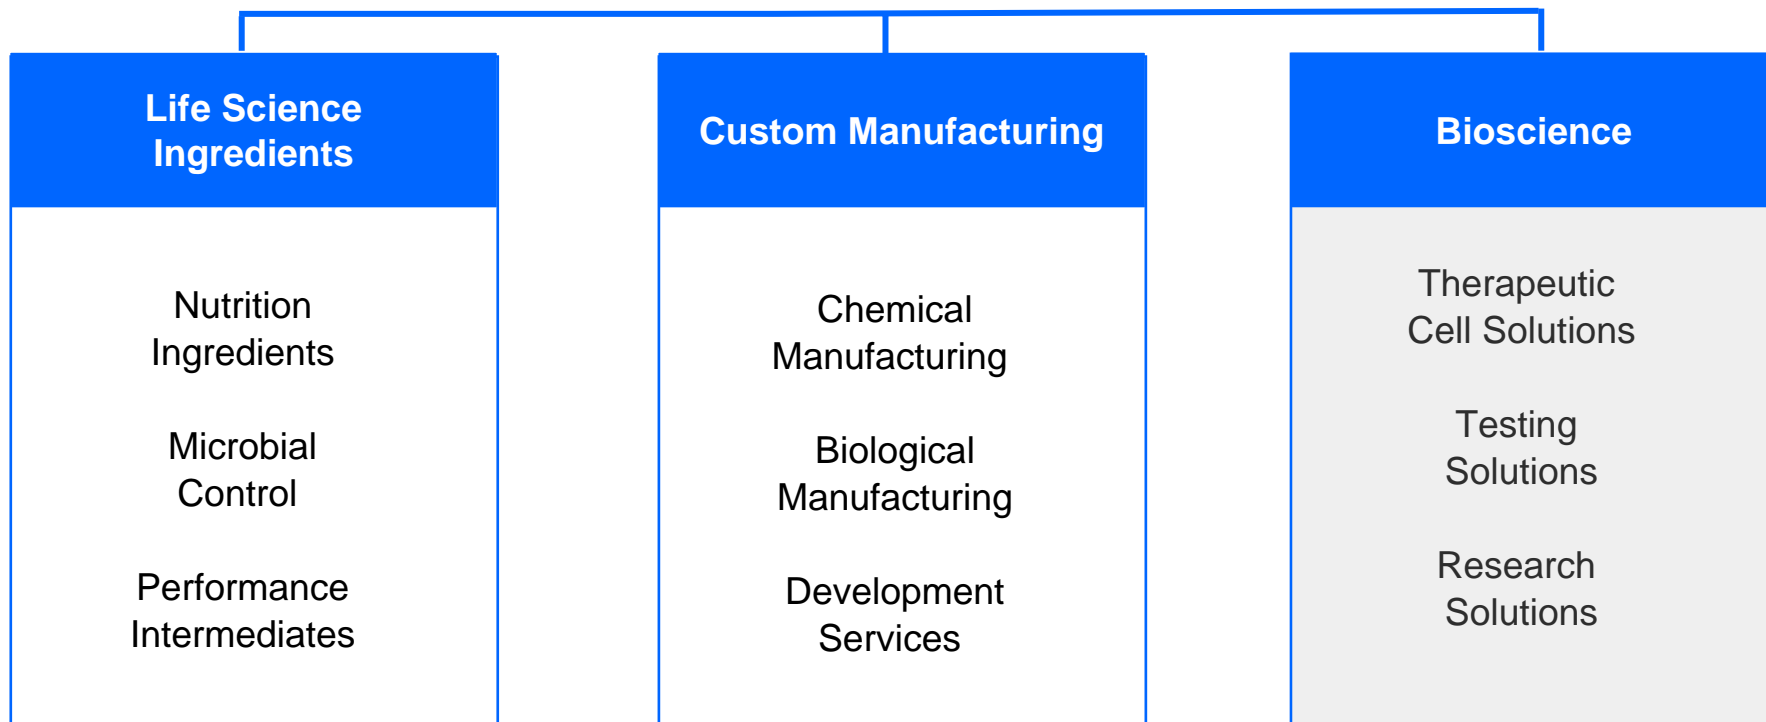 Life Science
Ingredients
Nutrition
Ingredients
Microbial
Control
Performance
Intermediates
Custom Manufacturing
Chemical
Manufacturing
Biological
Manufacturing
Development
Services
Bioscience
Therapeutic
Cell Solutions
Testing
Solutions
Research
Solutions